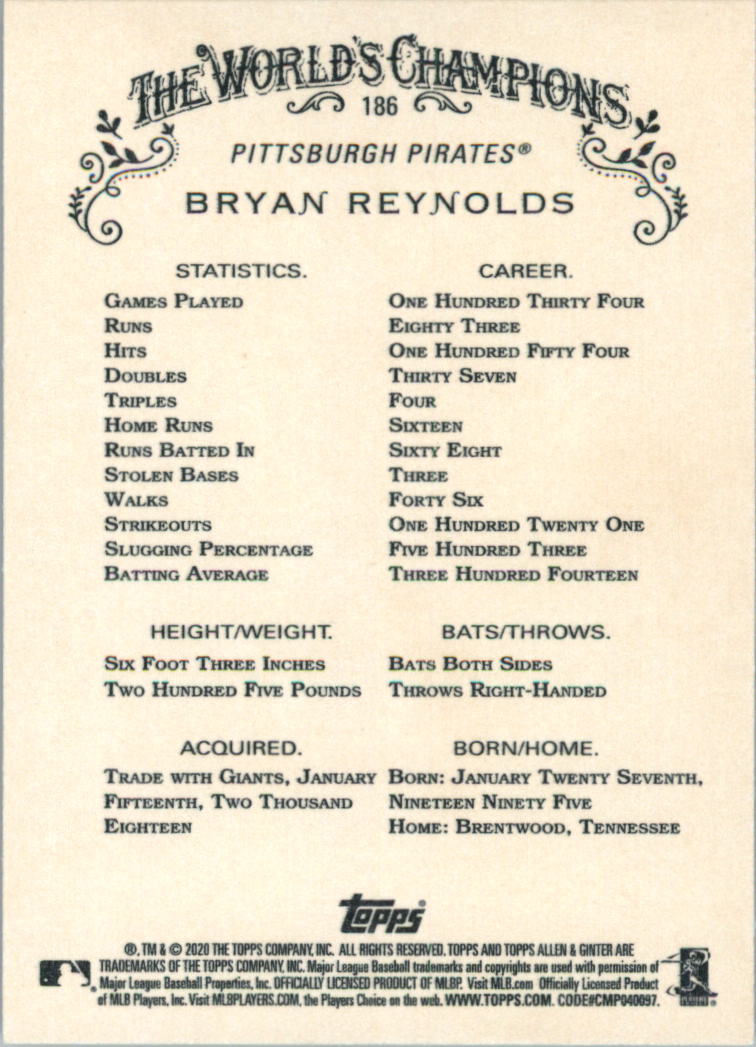 THE WORLD'S CHAMPIONS
186
PITTSBURGH PIRATES®
BRYAN REYNOLDS
STATISTICS. CAREER.
GAMES PLAYED ONE HUNDRED THIRTY FOUR
RUNS EIGHTY THREE
HITS ONE HUNDRED FIFTY FOUR
DOUBLES THIRTY SEVEN
TRIPLES FOUR
HOME RUNS SIXTEEN
RUNS BATTED IN SIXTY EIGHT
STOLEN BASES THREE
WALKS FORTY SIX
STRIKEOUTS ONE HUNDRED TWENTY ONE
SLUGGING PERCENTAGE FIVE HUNDRED THREE
BATTING AVERAGE THREE HUNDRED FOURTEEN
HEIGHT/WEIGHT. BATS/THROWS.
SIX FOOT THREE INCHES BATS BOTH SIDES
TWO HUNDRED FIVE POUNDS THROWS RIGHT-HANDED
ACQUIRED. BORN/HOME.
TRADE WITH GIANTS, JANUARY BORN: JANUARY TWENTY SEVENTH,
FIFTEENTH, TWO THOUSAND NINETEEN NINETY FIVE
EIGHTEEN HOME: BRENTWOOD, TENNESSEE
topps
®, TM & © 2020 THE TOPPS COMPANY, INC. ALL RIGHTS RESERVED. TOPPS AND TOPPS ALLEN & GINTER ARE
TRADEMARKS OF THE TOPPS COMPANY, INC. Major League Baseball trademarks and copyrights are used with permission of
Major League Baseball Properties, Inc. OFFICIALLY LICENSED PRODUCT OF MLBP. Visit MLB.com Officially Licensed Product
of MLB Players, Inc. Visit MLBPLAYERS.COM, the Players Choice on the web. WWW.TOPPS.COM. CODE#CMP040097.